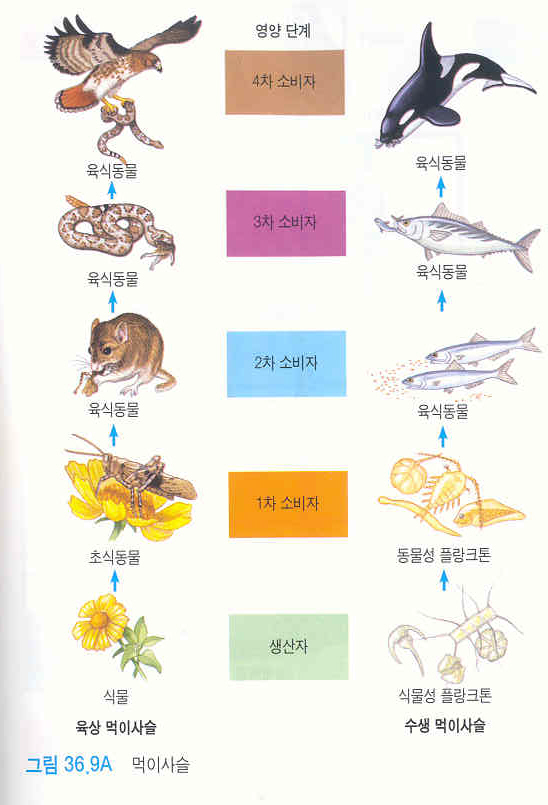 영양 단계
4차 소비자
육식동물
육식동물
3차 소비자
육식동물
육식동물
2차 소비자
육식동물
육식동물
1차 소비자
초식동물
동물성 플랑크톤
생산자
식물
식물성 플랑크톤
육상 먹이사슬
수생 먹이사슬
그림 36.9A 먹이사슬